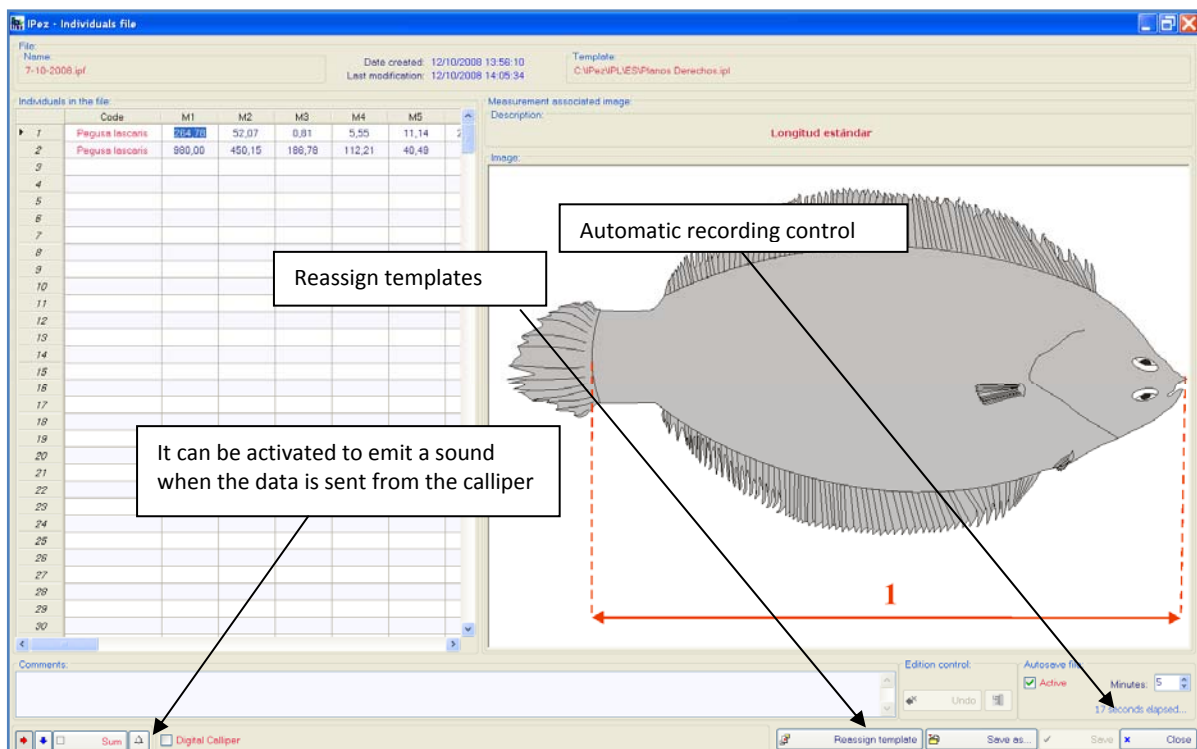 IPez - Individuals file
File:
Name:
7-10-2008.ipf
Date created: 12/10/2008 13:56:10
Last modification: 12/10/2008 14:05:34
Template:
C:\IPez\IPL\ES\Planos Derechos.ipl
Individuals in the file:
Code M1 M2 M3 M4 M5
1 Pegusa lascaris 264,78 52,07 0,81 5,55 11,14 2
2 Pegusa lascaris 980,00 450,15 186,78 112,21 40,49
3
4
5
6
7
8
9
10
11
12
13
14
15
16
17
18
19
20
21
22
23
24
25
26
27
28
29
30
Measurement associated image:
Description:
Longitud estándar
Image:
Automatic recording control
Reassign templates
It can be activated to emit a sound
when the data is sent from the calliper
1
Comments:
Edition control:
Undo
Autosave file
Active Minutes: 5
17 seconds elapsed...
Sum Digital Calliper Reassign template Save as... Save Close